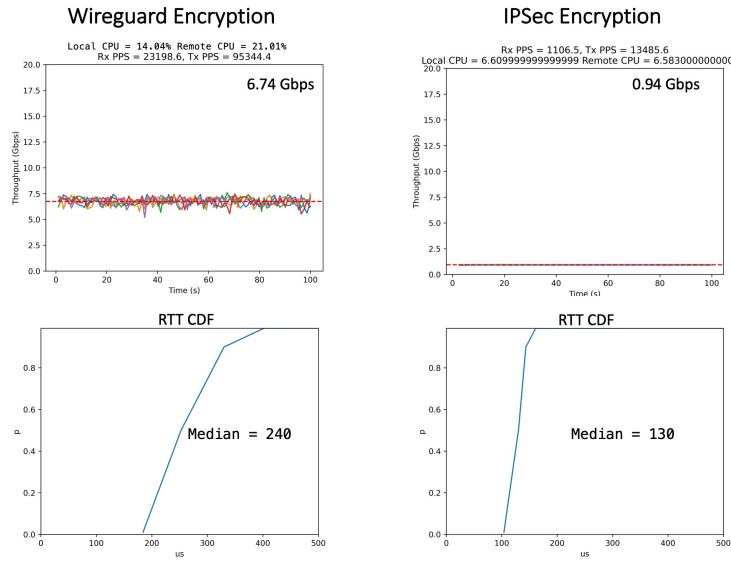 Wireguard Encryption
Local CPU = 14.04% Remote CPU = 21.01%
Rx PPS = 23198.6, Tx PPS = 95344.4
20.0
17.5
15.0
12.5
10.0
7.5
5.0
2.5
0.0
Throughput (Gbps)
6.74 Gbps
0 20 40 60 80 100
Time (s)
IPSec Encryption
Rx PPS = 1106.5, Tx PPS = 13485.6
Local CPU = 6.609999999999999 Remote CPU = 6.583000000000
20.0
17.5
15.0
12.5
10.0
7.5
5.0
2.5
0.0
Throughput (Gbps)
0.94 Gbps
0 20 40 60 80 100
Time (s)
RTT CDF
0.8
0.6
0.4
0.2
0.0
p
Median = 240
0 100 200 300 400 500
us
RTT CDF
0.8
0.6
0.4
0.2
0.0
p
Median = 130
0 100 200 300 400 500
us